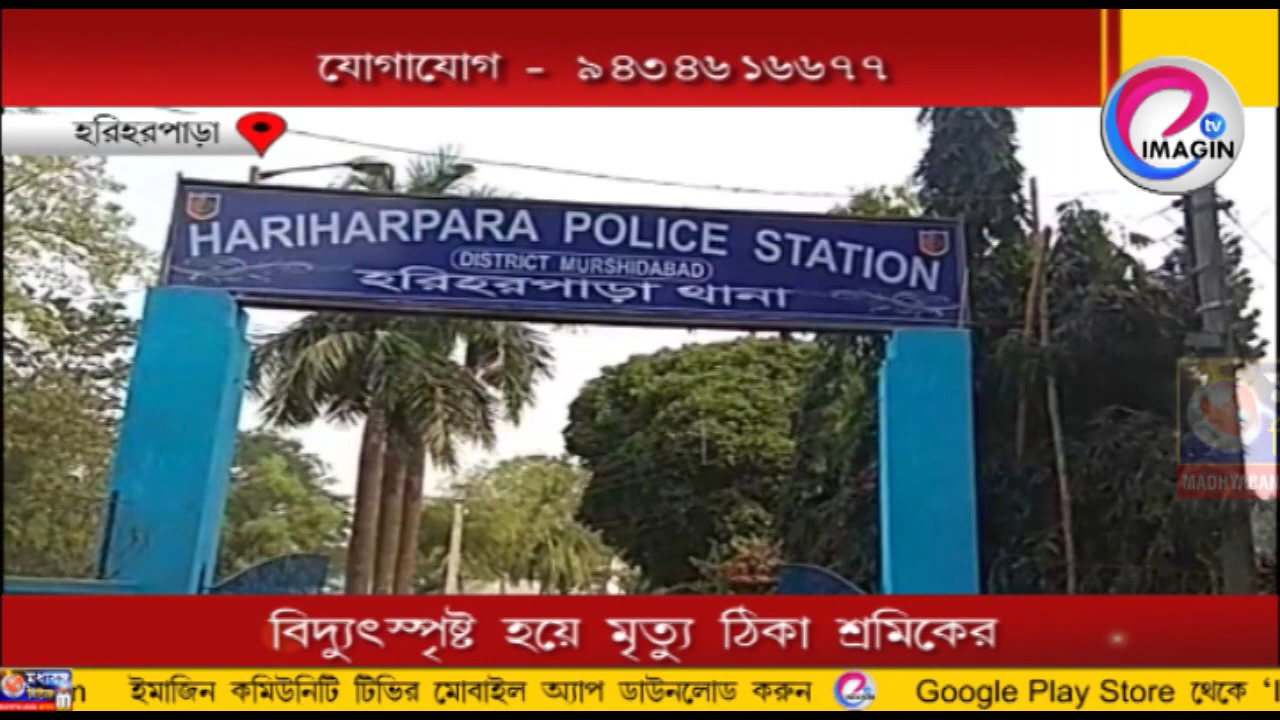 যোগাযোগ - ৯৪৩৪৬১৬৬৭৭
হরিহরপাড়া
tv
IMAGIN
HARIHARPARA POLICE STATION
(DISTRICT MURSHIDABAD)
হরিহরপাড়া থানা
বিদ্যুৎস্পৃষ্ট হয়ে মৃত্যু ঠিকা শ্রমিকের
ইমাজিন কমিউনিটি টিভির মোবাইল অ্যাপ ডাউনলোড করুন Google Play Store থেকে